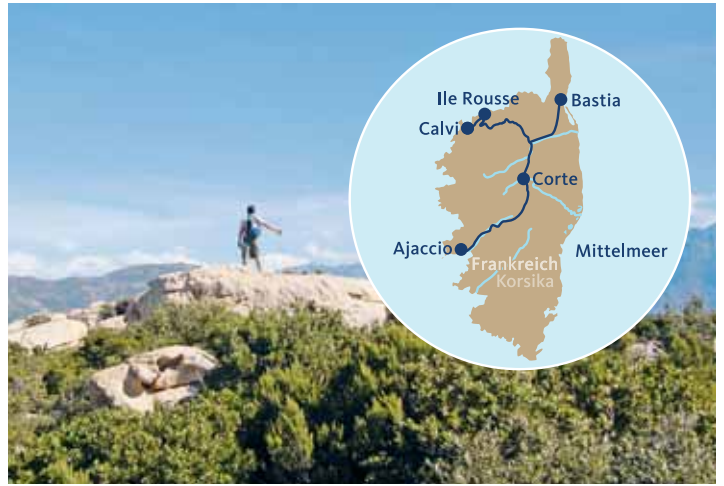 Ile Rousse
Bastia
Calvi
Corte
Ajaccio
Mittelmeer
Frankreich
Korsika